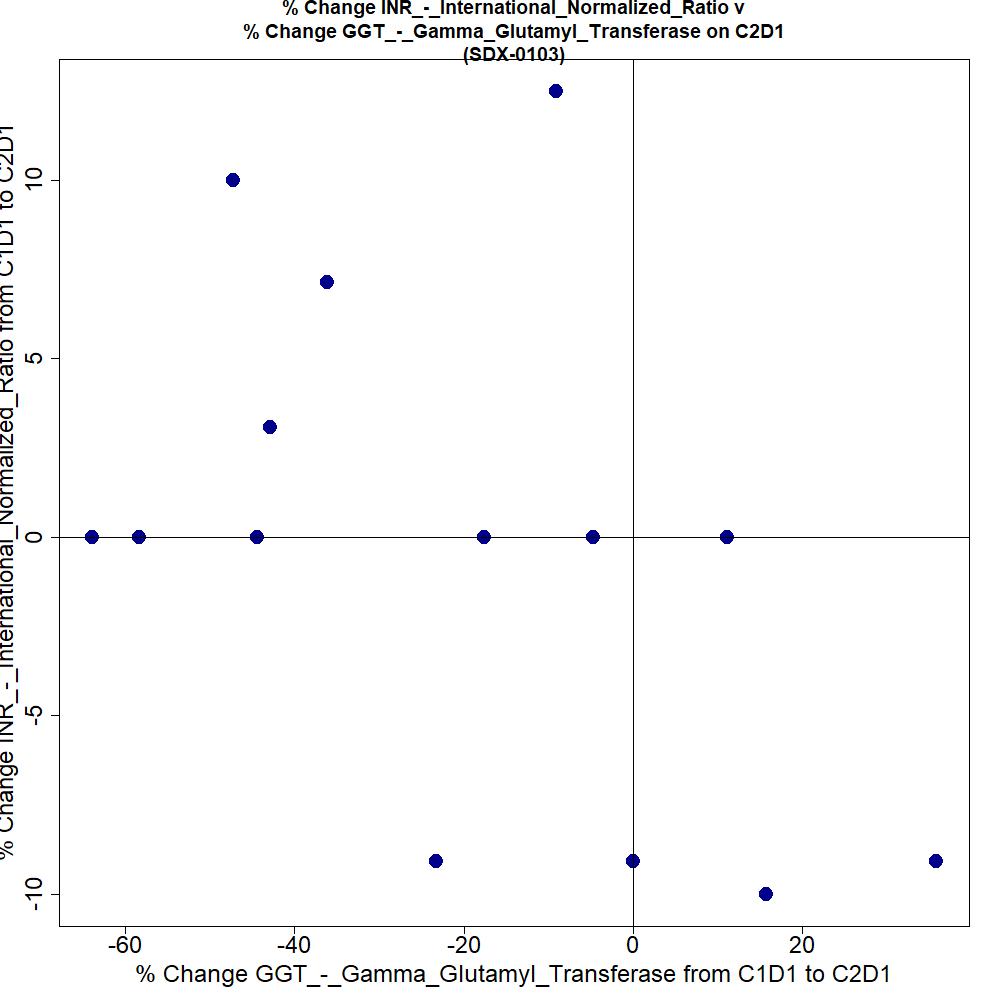 % Change INR_-_International_Normalized_Ratio v
% Change GGT_-_Gamma_Glutamyl_Transferase on C2D1
(SDX-0103)
% Change INR_-_International_Normalized_Ratio from C1D1 to C2D1
10
5
0
-5
-10
-60 -40 -20 0 20
% Change GGT_-_Gamma_Glutamyl_Transferase from C1D1 to C2D1